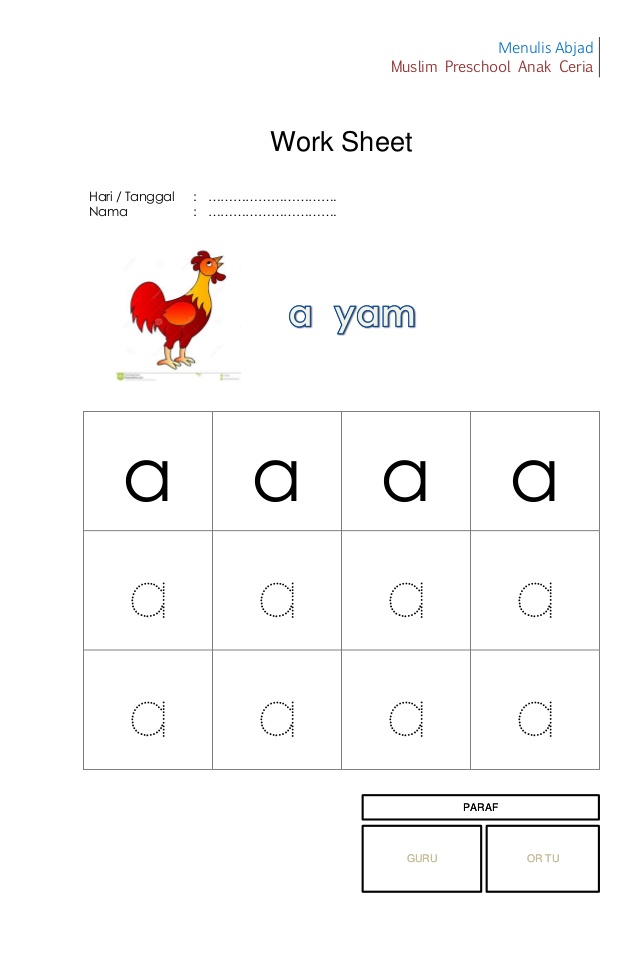 Menulis Abjad
Muslim Preschool Anak Ceria
Work Sheet
Hari / Tanggal : ………………………….
Nama : ………………………….
a yam
a a a a
a a a a
a a a a
PARAF
GURU OR TU